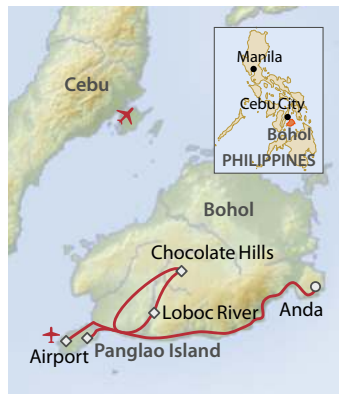 Manila
Cebu
Cebu City
Bohol
PHILIPPINES
Bohol
Chocolate Hills
Loboc River
Anda
Airport
Panglao Island